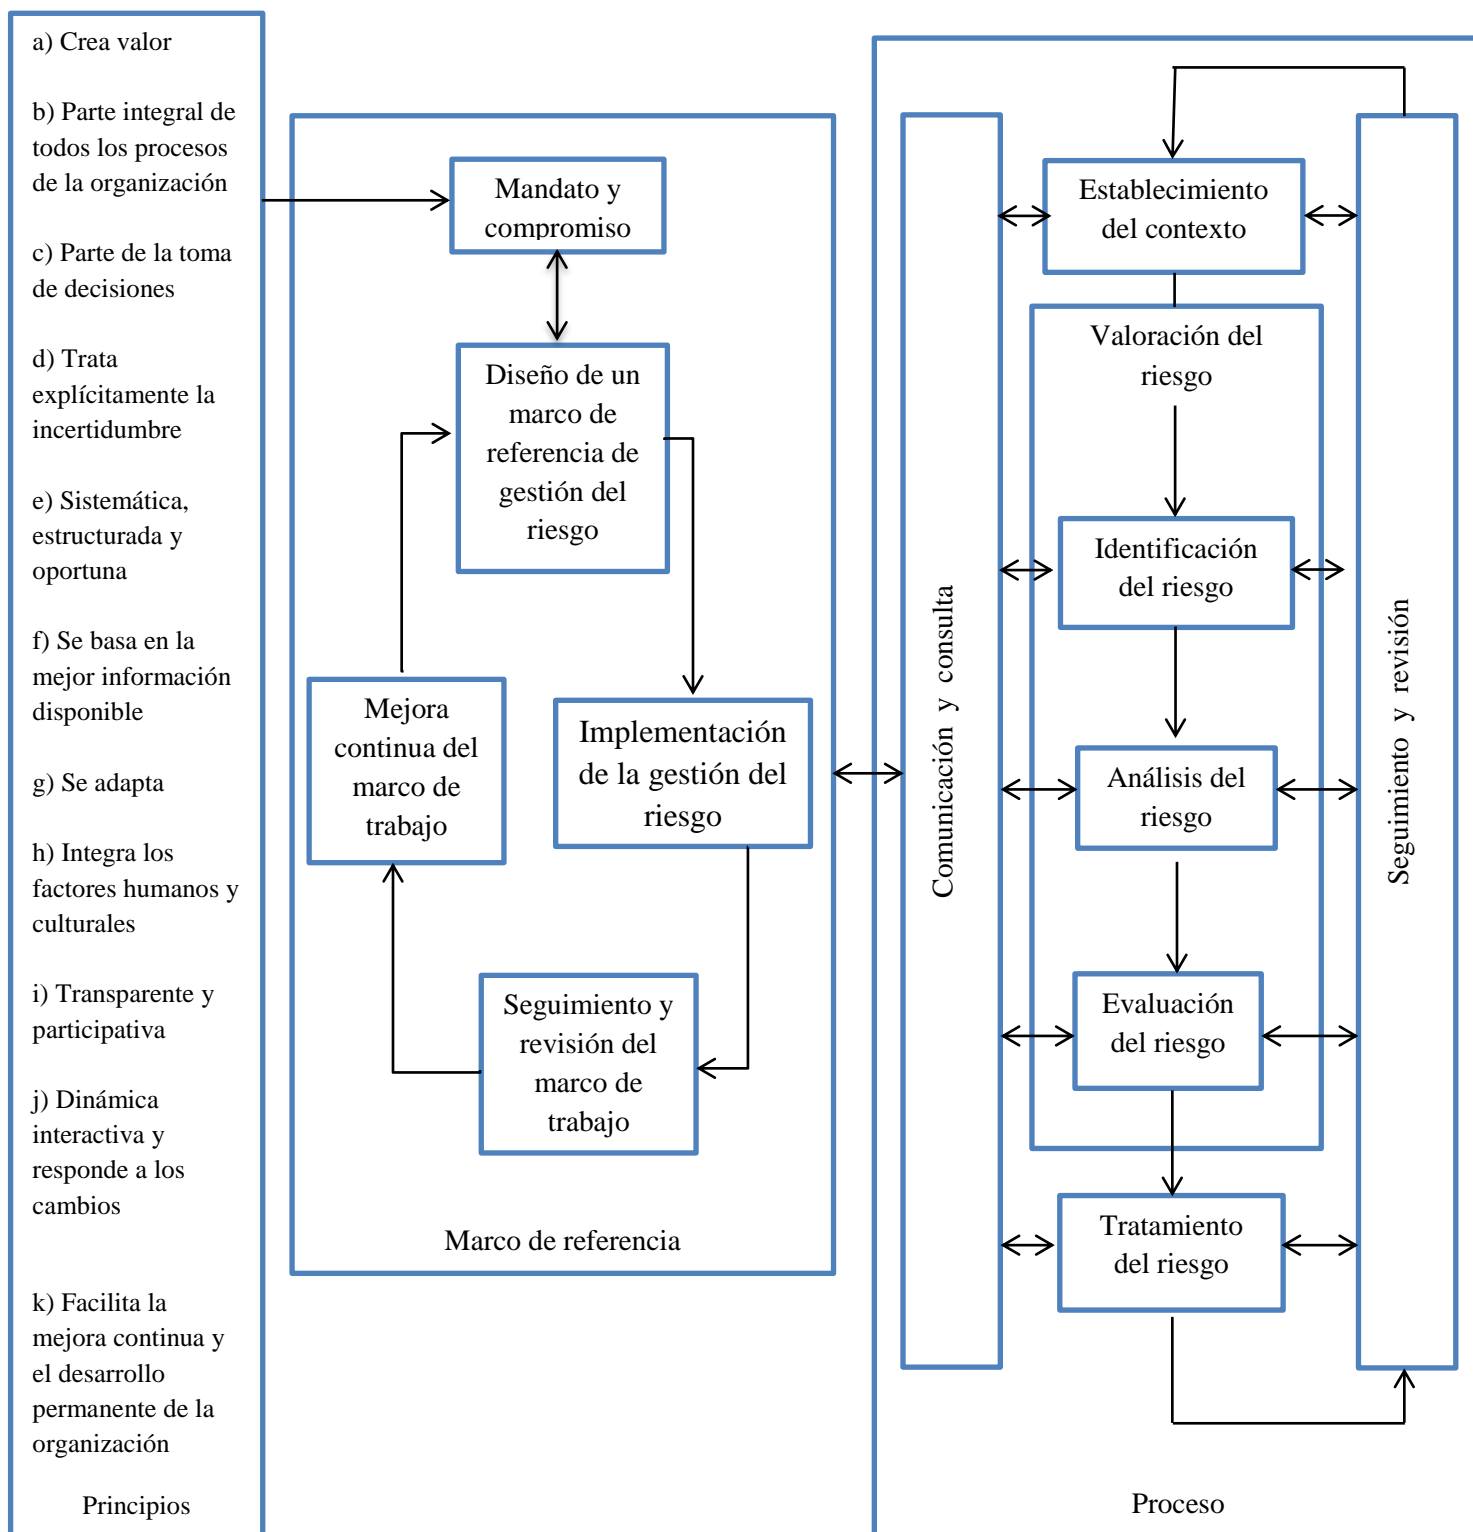 a) Crea valor
b) Parte integral de
todos los procesos
de la organización
c) Parte de la toma
de decisiones
d) Trata
explícitamente la
incertidumbre
e) Sistemática,
estructurada y
oportuna
f) Se basa en la
mejor información
disponible
g) Se adapta
h) Integra los
factores humanos y
culturales
i) Transparente y
participativa
j) Dinámica
interactiva y
responde a los
cambios
k) Facilita la
mejora continua y
el desarrollo
permanente de la
organización
Principios
Mandato y
compromiso
Diseño de un
marco de
referencia de
gestión del
riesgo
Mejora
continua del
marco de
trabajo
Implementación
de la gestión del
riesgo
Seguimiento y
revisión del
marco de
trabajo
Marco de referencia
Comunicación y consulta
Establecimiento
del contexto
Valoración del
riesgo
Identificación
del riesgo
Análisis del
riesgo
Evaluación
del riesgo
Tratamiento
del riesgo
Seguimiento y revisión
Proceso